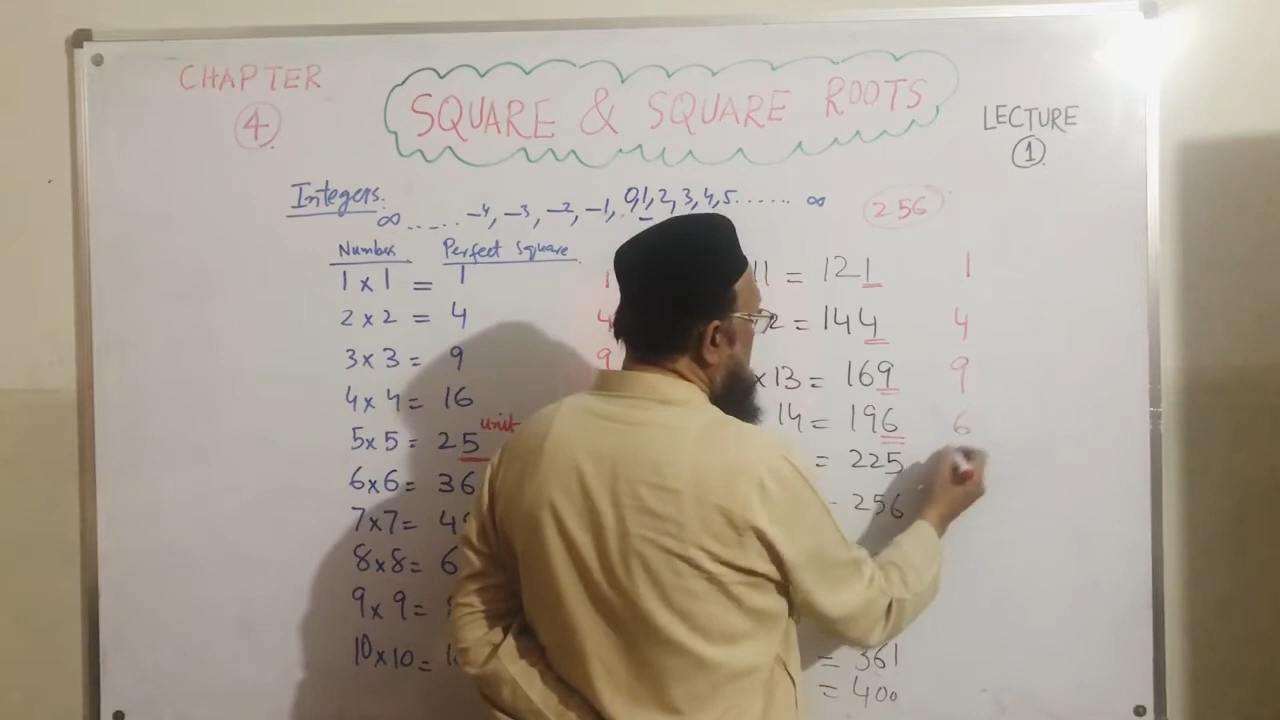 CHAPTER
4
SQUARE & SQUARE ROOTS
LECTURE
1
Integers.
∞ ...... -4, -3, -2, -1, 0, 1, 2, 3, 4, 5 ...... ∞
256
Number Perfect Square
1 x 1 = 1 1
2 x 2 = 4 4
3 x 3 = 9 9
4 x 4 = 16
5 x 5 = 25 unit
6 x 6 = 36
7 x 7 =
8 x 8 =
9 x 9 =
10 x 10 =
11 = 121 1
= 144 4
x 13 = 169 9
14 = 196 6
= 225
256
= 361
= 400